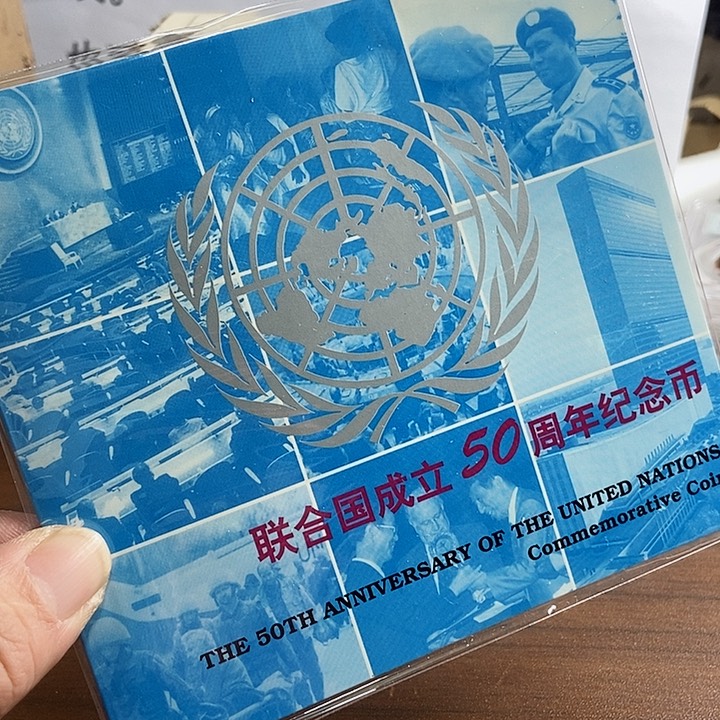 联合国成立50周年纪念币
THE 50TH ANNIVERSARY OF THE UNITED NATIONS
Commemorative Coin